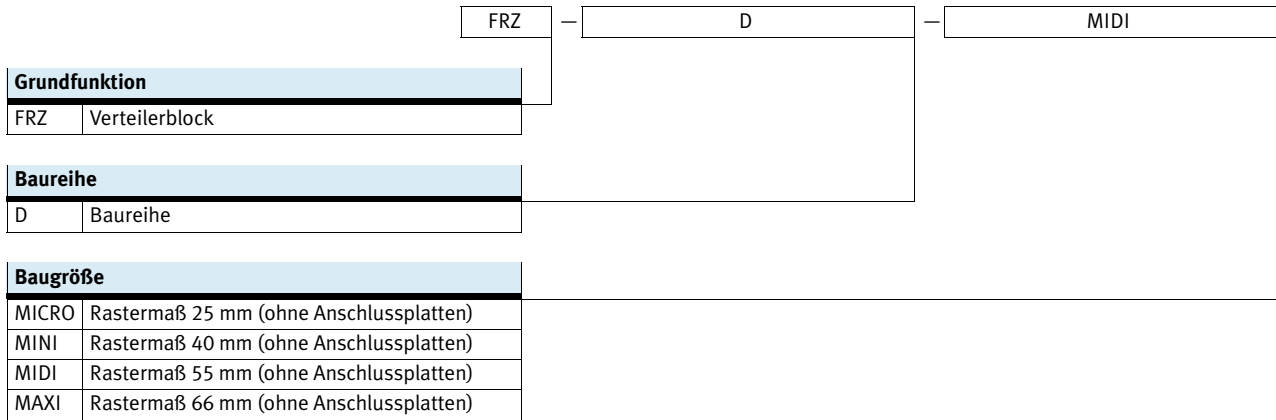 FRZ — D — MIDI
Grundfunktion
FRZ Verteilerblock
Baureihe
D Baureihe
Baugröße
MICRO Rastermaß 25 mm (ohne Anschlussplatten)
MINI Rastermaß 40 mm (ohne Anschlussplatten)
MIDI Rastermaß 55 mm (ohne Anschlussplatten)
MAXI Rastermaß 66 mm (ohne Anschlussplatten)